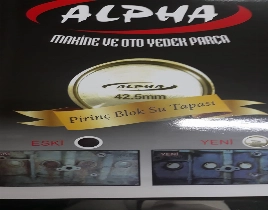 ALPHA
MAKİNE VE OTO YEDEK PARÇA
ALPHA
42.5mm
Pirinç Blok Su Tapası
ESKİ
YENİ